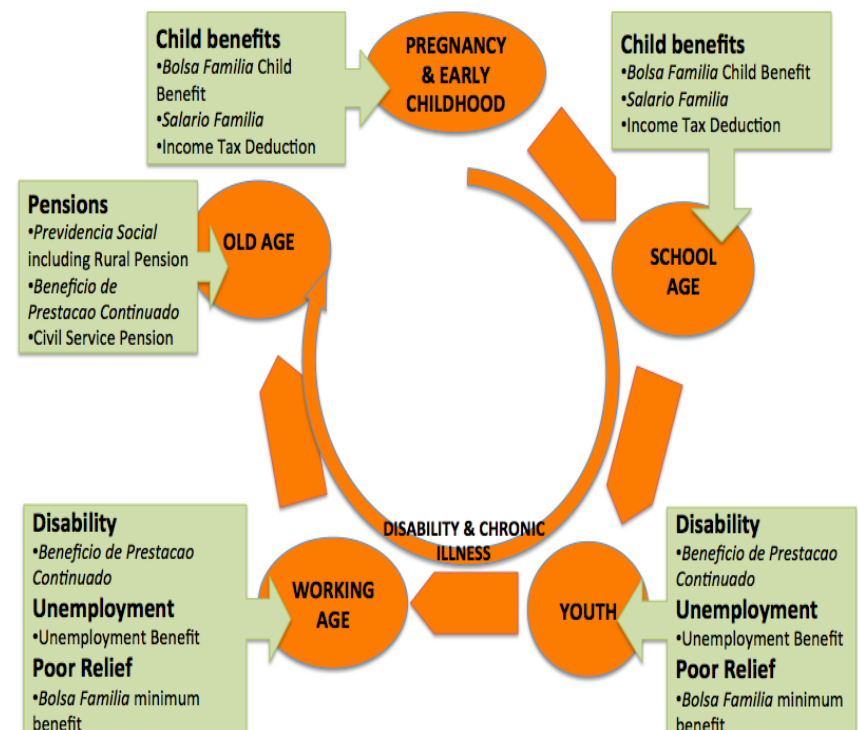 Child benefits
•Bolsa Familia Child
Benefit
•Salario Familia
•Income Tax Deduction
PREGNANCY
& EARLY
CHILDHOOD
Child benefits
•Bolsa Familia Child Benefit
•Salario Familia
•Income Tax Deduction
Pensions
•Previdencia Social
including Rural Pension
•Beneficio de
Prestacao Continuado
•Civil Service Pension
OLD AGE
SCHOOL
AGE
DISABILITY & CHRONIC
ILLNESS
Disability
•Beneficio de Prestacao
Continuado
Unemployment
•Unemployment Benefit
Poor Relief
•Bolsa Familia minimum
benefit
WORKING
AGE
YOUTH
Disability
•Beneficio de Prestacao
Continuado
Unemployment
•Unemployment Benefit
Poor Relief
•Bolsa Familia minimum
benefit